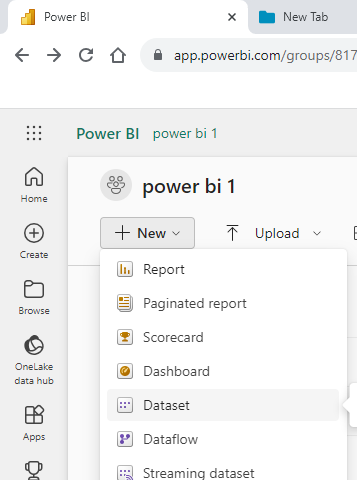 Power BI
New Tab
app.powerbi.com/groups/817
Power BI power bi 1
power bi 1
New
Upload
Home
Create
Browse
OneLake
data hub
Apps
Report
Paginated report
Scorecard
Dashboard
Dataset
Dataflow
Streaming dataset